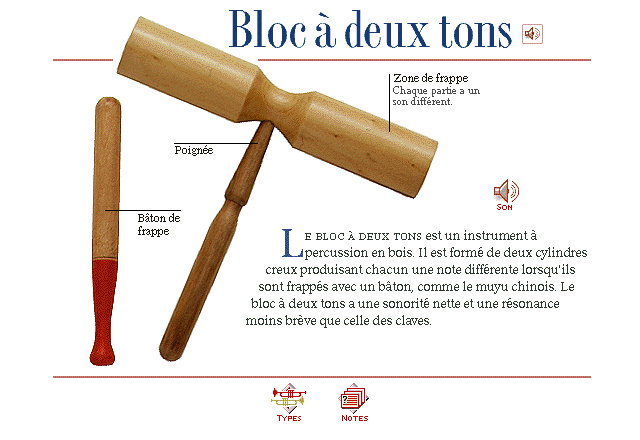 Bloc à deux tons
Zone de frappe
Chaque partie a un
son différent.
Poignée
Bâton de
frappe
Son
Le bloc à deux tons est un instrument à
percussion en bois. Il est formé de deux cylindres
creux produisant chacun une note différente lorsqu'ils
sont frappés avec un bâton, comme le muyu chinois. Le
bloc à deux tons a une sonorité nette et une résonance
moins brève que celle des claves.
Types
Notes